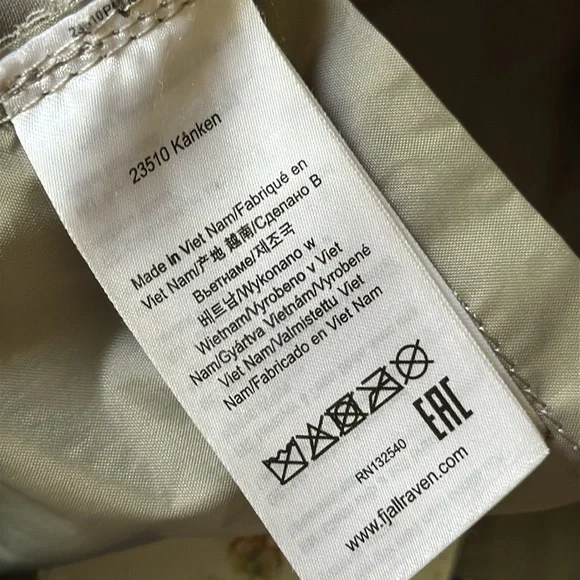 23510 Kånken
Made in Viet Nam/Fabriqué en
Viet Nam/产地 越南/Сделано В
Вьетнаме/제조국
베트남/Wykonano w
Wietnam/Vyrobeno v Viet
Nam/Gyártva Vietnám/Vyrobené
Viet Nam/Valmistettu Viet
Nam/Fabricado en Viet Nam
EAC
RN132540
www.fjallraven.com